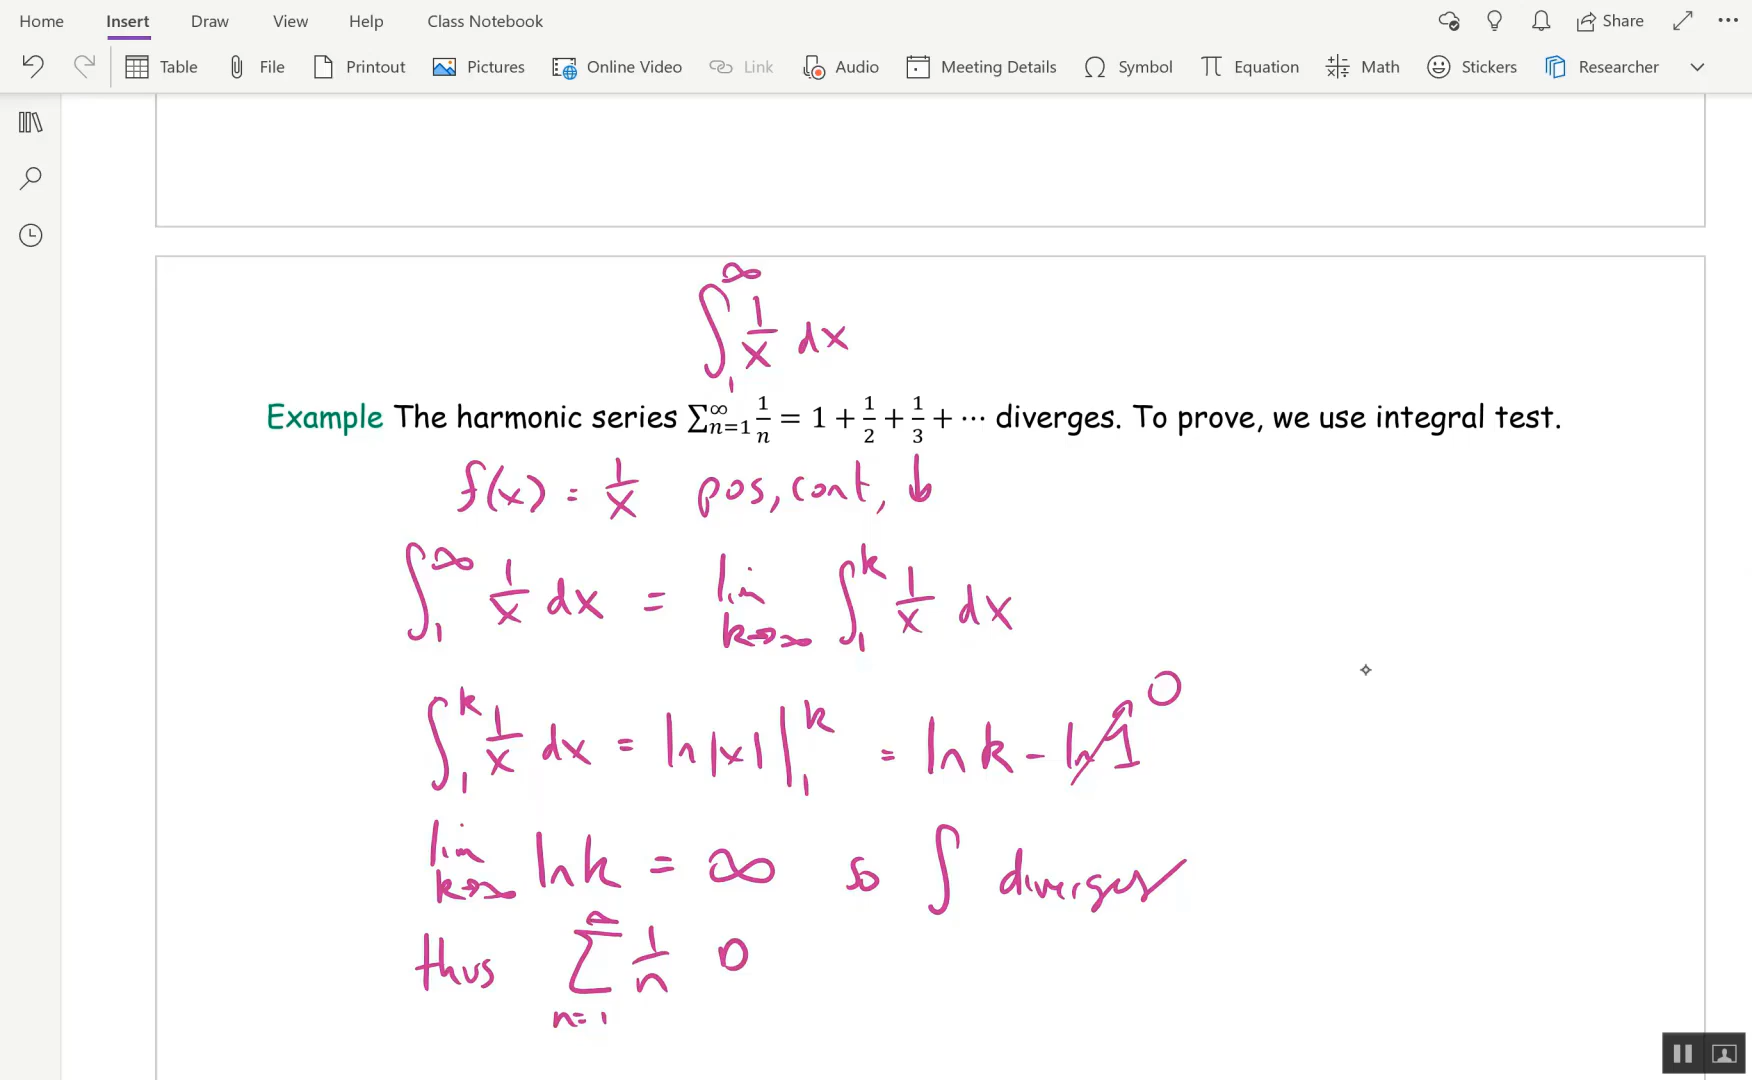 Home Insert Draw View Help Class Notebook Share
Table File Printout Pictures Online Video Link Audio Meeting Details Symbol Equation Math Stickers Researcher
∫₁^∞ 1/x dx
Example The harmonic series ∑_{n=1}^∞ 1/n = 1 + 1/2 + 1/3 + ⋯ diverges. To prove, we use integral test.
f(x) = 1/x pos, cont, ↓
∫₁^∞ 1/x dx = lim_{k→∞} ∫₁^k 1/x dx
∫₁^k 1/x dx = ln|x| |₁^k = ln k − ln 1 0
lim_{k→∞} ln k = ∞ so ∫ diverges
thus ∑_{n=1}^∞ 1/n D